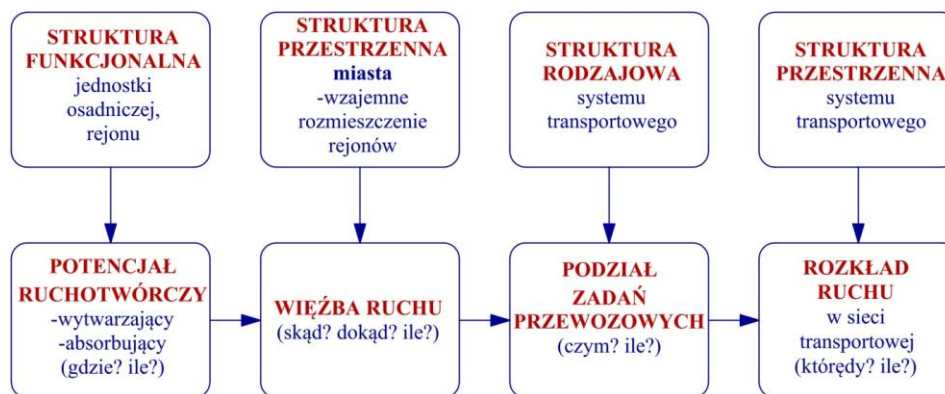 STRUKTURA
FUNKCJONALNA
jednostki
osadniczej,
rejonu
STRUKTURA
PRZESTRZENNA
miasta
-wzajemne
rozmieszczenie
rejonów
STRUKTURA
RODZAJOWA
systemu
transportowego
STRUKTURA
PRZESTRZENNA
systemu
transportowego
POTENCJAŁ
RUCHOTWÓRCZY
-wytwarzający
-absorbujący
(gdzie? ile?)
WIĘŹBA RUCHU
(skąd? dokąd? ile?)
PODZIAŁ
ZADAŃ
PRZEWOZOWYCH
(czym? ile?)
ROZKŁAD
RUCHU
w sieci
transportowej
(którędy? ile?)